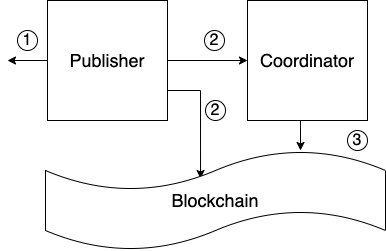 ① ②
Publisher Coordinator
②
③
Blockchain